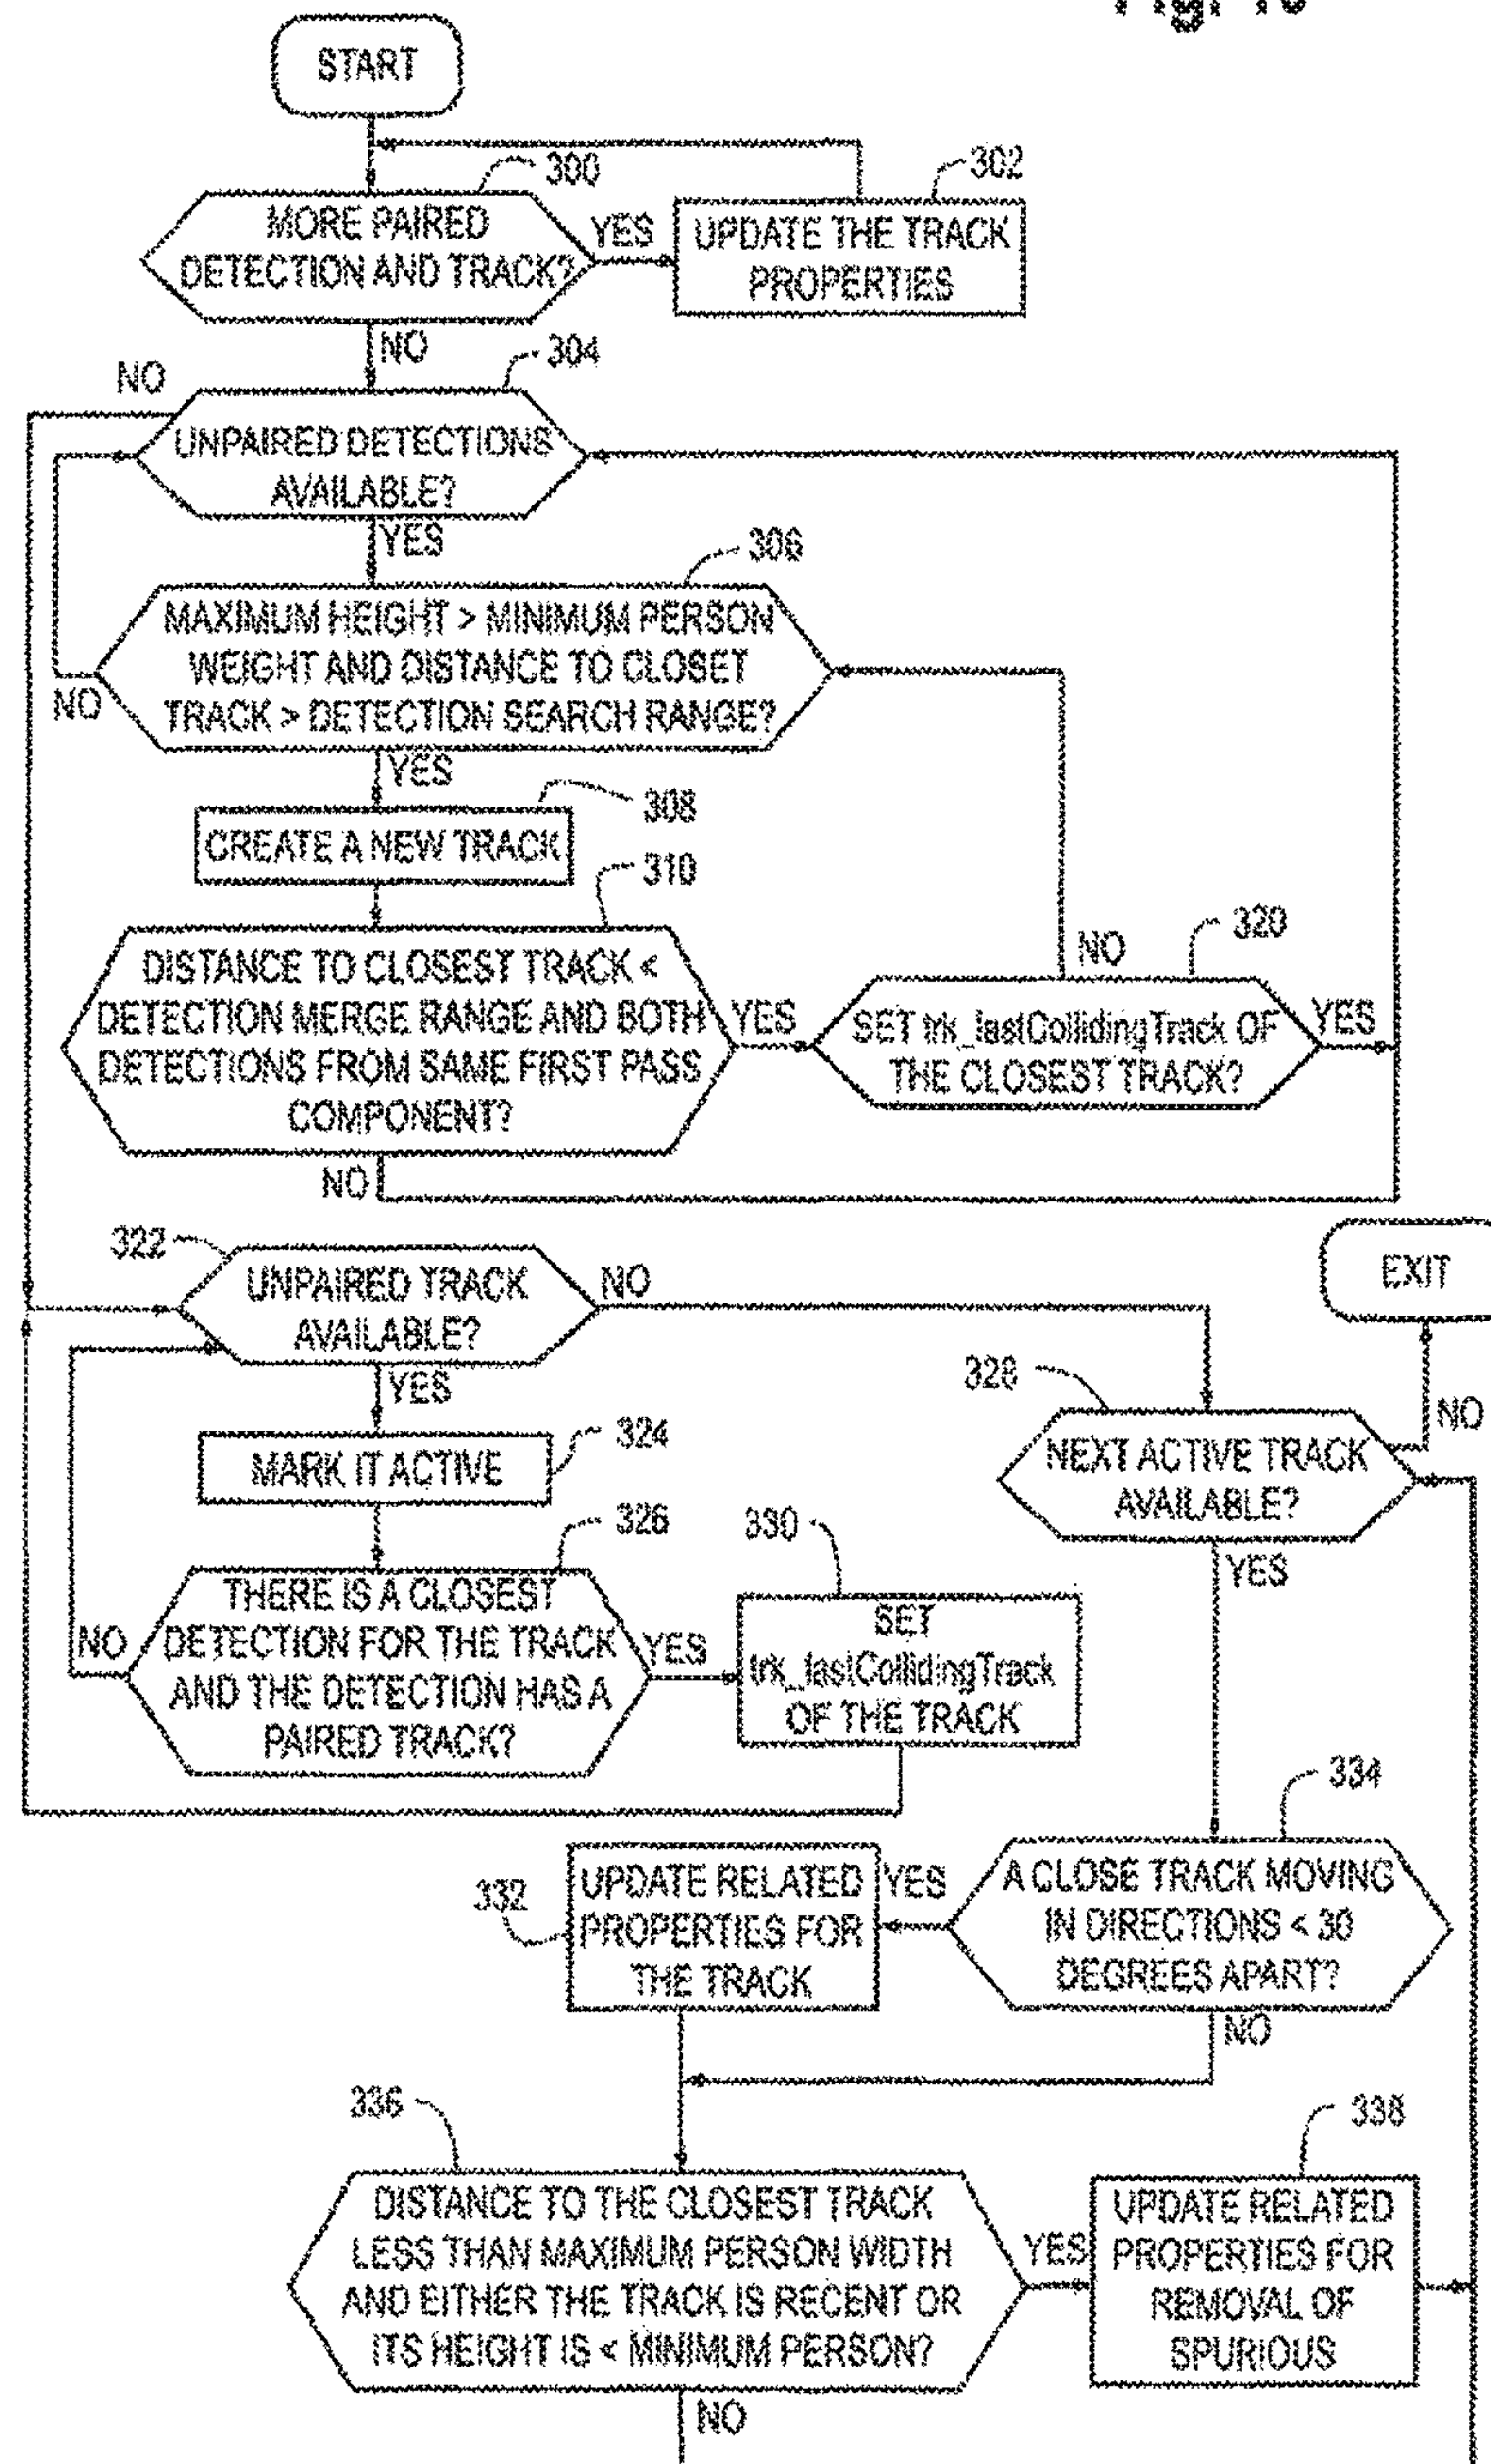 START
300
302
MORE PAIRED
DETECTION AND TRACK?
YES
UPDATE THE TRACK
PROPERTIES
NO
304
NO
UNPAIRED DETECTIONS
AVAILABLE?
YES
306
MAXIMUM HEIGHT > MINIMUM PERSON
WEIGHT AND DISTANCE TO CLOSET
TRACK > DETECTION SEARCH RANGE?
NO
YES
308
CREATE A NEW TRACK
310
320
NO
DISTANCE TO CLOSEST TRACK <
DETECTION MERGE RANGE AND BOTH
DETECTIONS FROM SAME FIRST PASS
COMPONENT?
YES
SET trk_lastCollidingTrack OF
THE CLOSEST TRACK?
YES
NO
322
UNPAIRED TRACK
AVAILABLE?
NO
EXIT
YES
328
NO
324
MARK IT ACTIVE
NEXT ACTIVE TRACK
AVAILABLE?
326
330
YES
THERE IS A CLOSEST
DETECTION FOR THE TRACK
AND THE DETECTION HAS A
PAIRED TRACK?
NO
YES
SET
trk_lastCollidingTrack
OF THE TRACK
334
332
UPDATE RELATED
PROPERTIES FOR
THE TRACK
YES
A CLOSE TRACK MOVING
IN DIRECTIONS < 30
DEGREES APART?
NO
336
338
DISTANCE TO THE CLOSEST TRACK
LESS THAN MAXIMUM PERSON WIDTH
AND EITHER THE TRACK IS RECENT OR
ITS HEIGHT IS < MINIMUM PERSON?
YES
UPDATE RELATED
PROPERTIES FOR
REMOVAL OF
SPURIOUS
NO